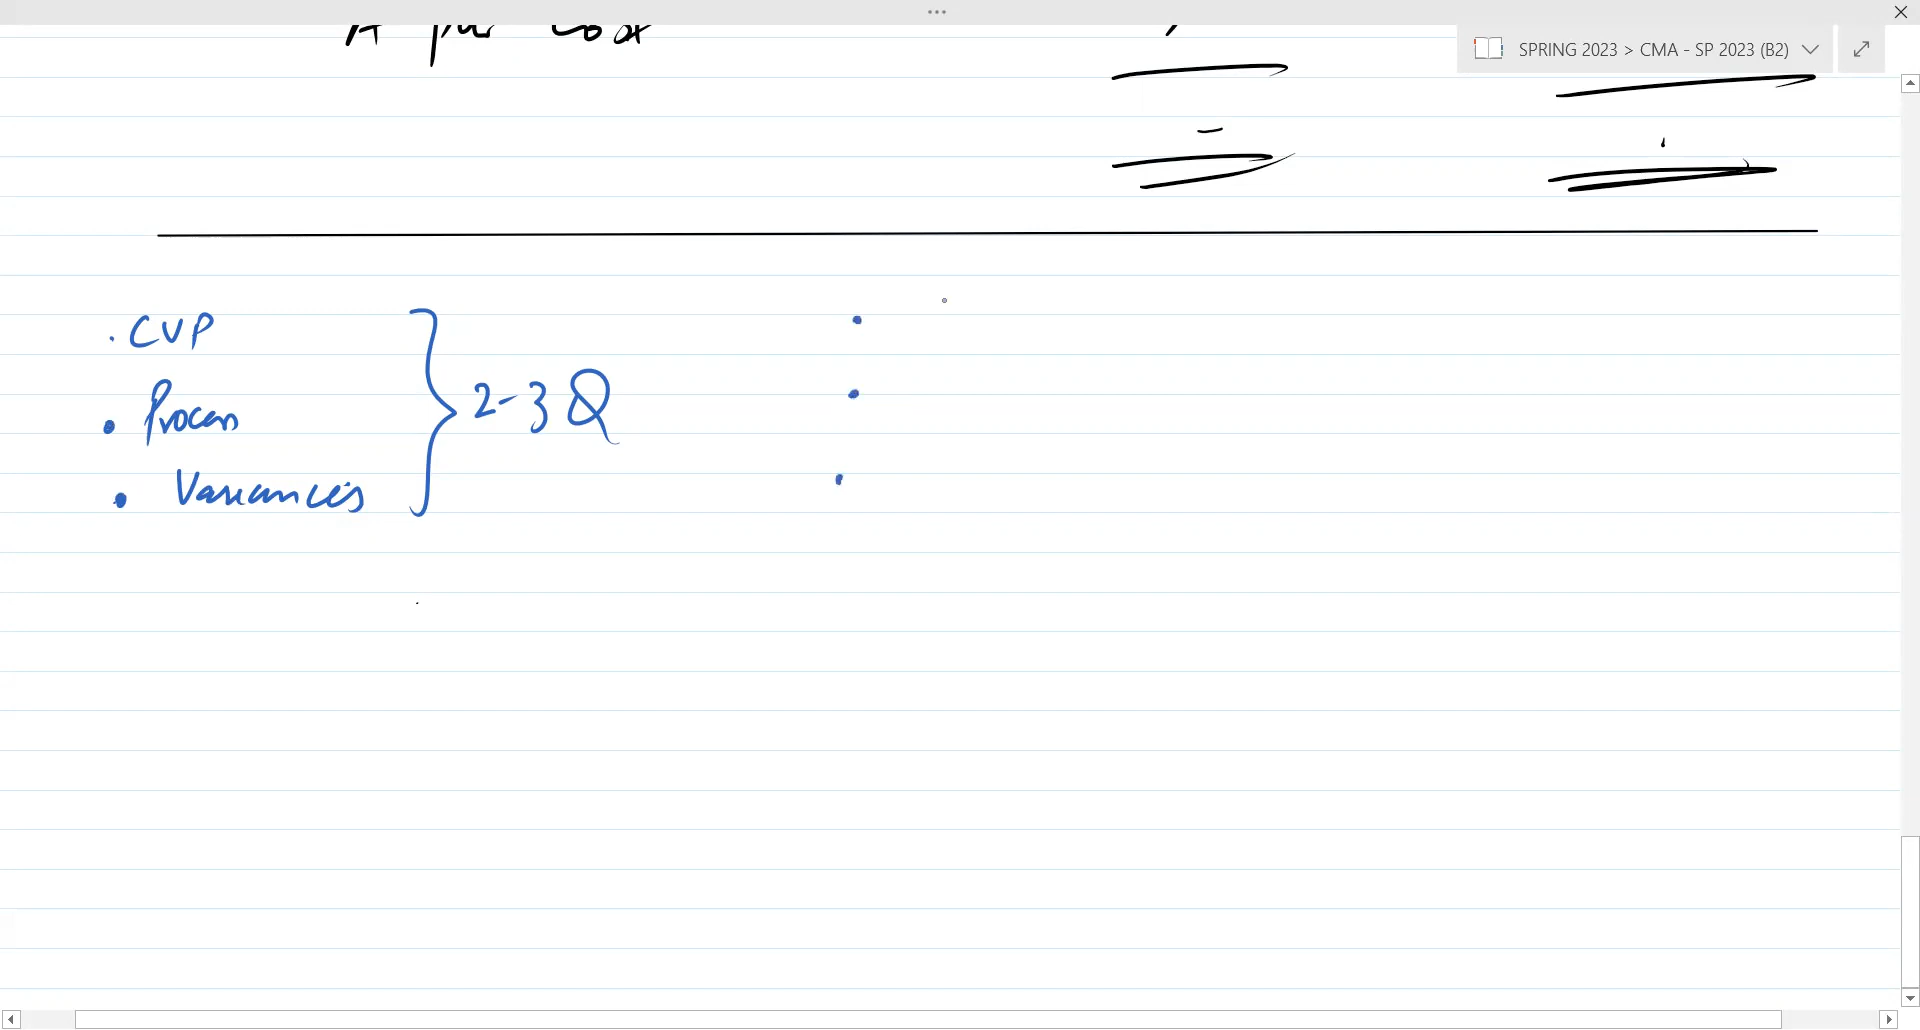 SPRING 2023 > CMA - SP 2023 (B2)
• CVP
• Process
• Variances
2-3 Q